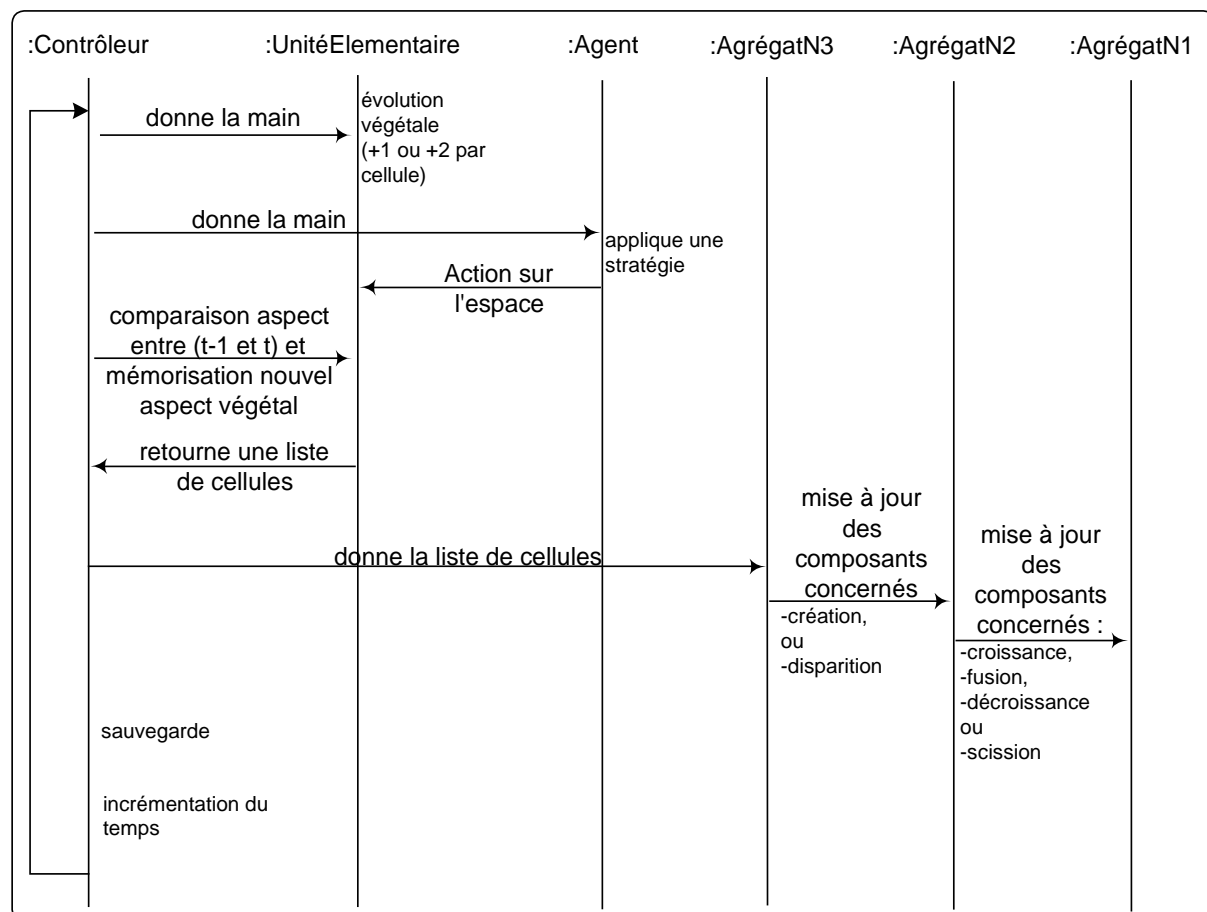 :Contrôleur
:UnitéElementaire
:Agent
:AgrégatN3
:AgrégatN2
:AgrégatN1
donne la main
évolution
végétale
(+1 ou +2 par
cellule)
donne la main
applique une
stratégie
Action sur
l'espace
comparaison aspect
entre (t-1 et t) et
mémorisation nouvel
aspect végétal
retourne une liste
de cellules
donne la liste de cellules
mise à jour
des
composants
concernés
-création,
ou
-disparition
mise à jour
des
composants
concernés :
-croissance,
-fusion,
-décroissance
ou
-scission
sauvegarde
incrémentation du
temps